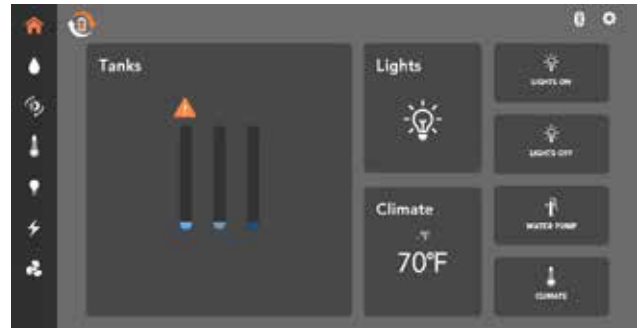 Tanks
Lights
LIGHTS ON
LIGHTS OFF
Climate
°F
70°F
WATER PUMP
CLIMATE